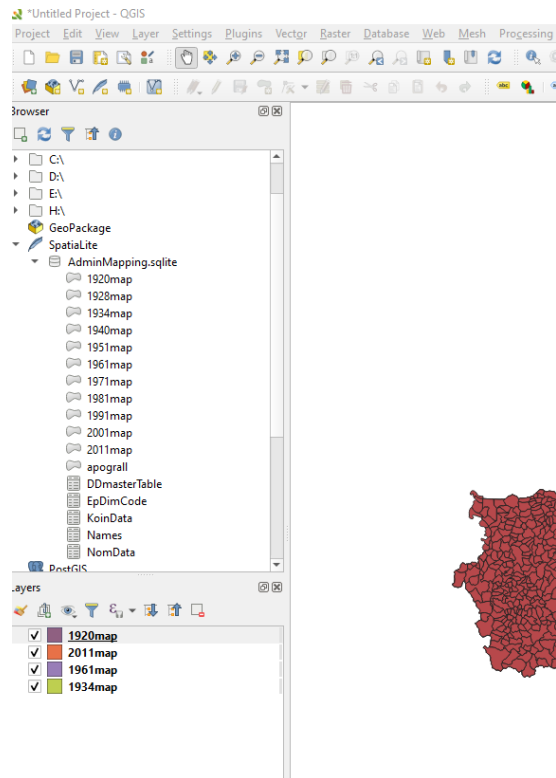 *Untitled Project - QGIS
Project Edit View Layer Settings Plugins Vector Raster Database Web Mesh Processing
abc
Browser
C:\
D:\
E:\
H:\
GeoPackage
SpatiaLite
AdminMapping.sqlite
1920map
1928map
1934map
1940map
1951map
1961map
1971map
1981map
1991map
2001map
2011map
apograll
DDmasterTable
EpDimCode
KoinData
Names
NomData
PostGIS
Layers
1920map
2011map
1961map
1934map